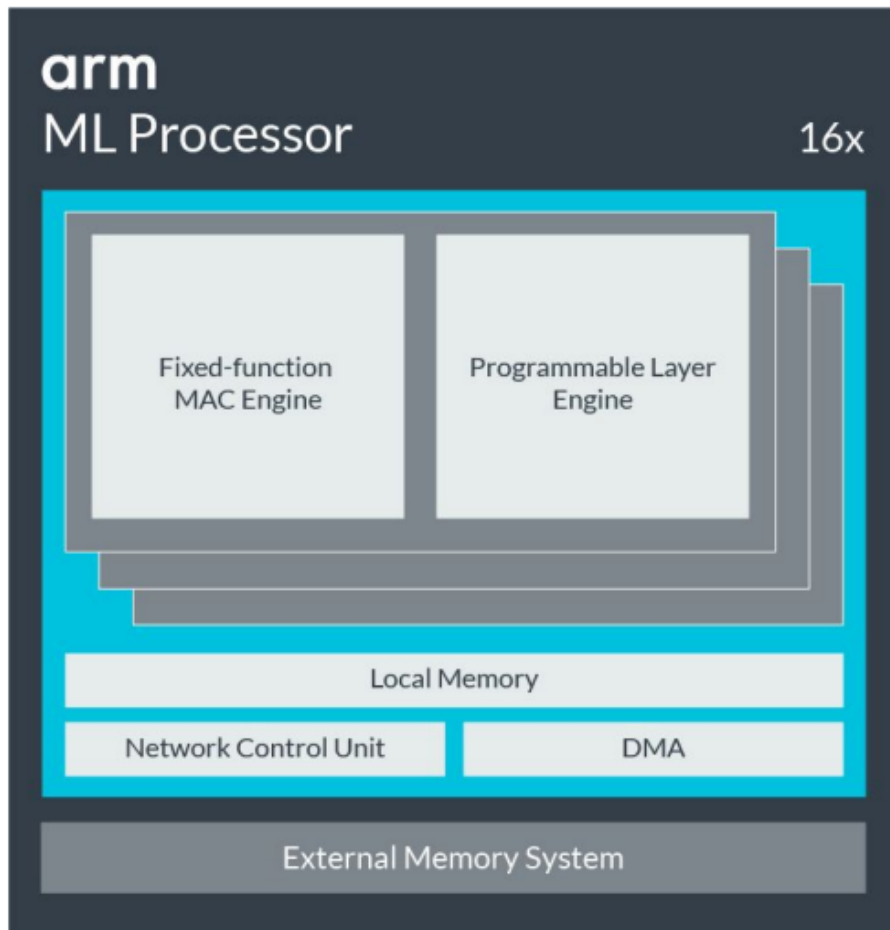 arm
ML Processor
16x
Fixed-function
MAC Engine
Programmable Layer
Engine
Local Memory
Network Control Unit
DMA
External Memory System